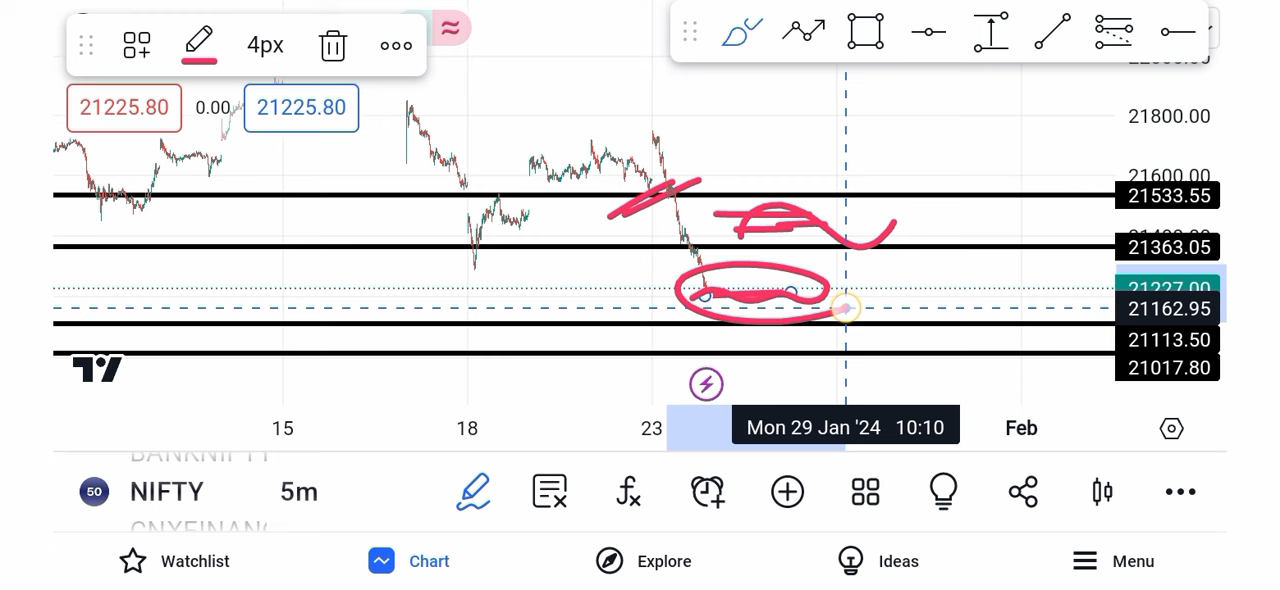 4px
21225.80 0.00 21225.80
21800.00
21600.00
21533.55
21363.05
21227.00
21162.95
21113.50
21017.80
15 18 23 Mon 29 Jan '24 10:10 Feb
BANKNIFTY
50 NIFTY 5m
Watchlist Chart Explore Ideas Menu